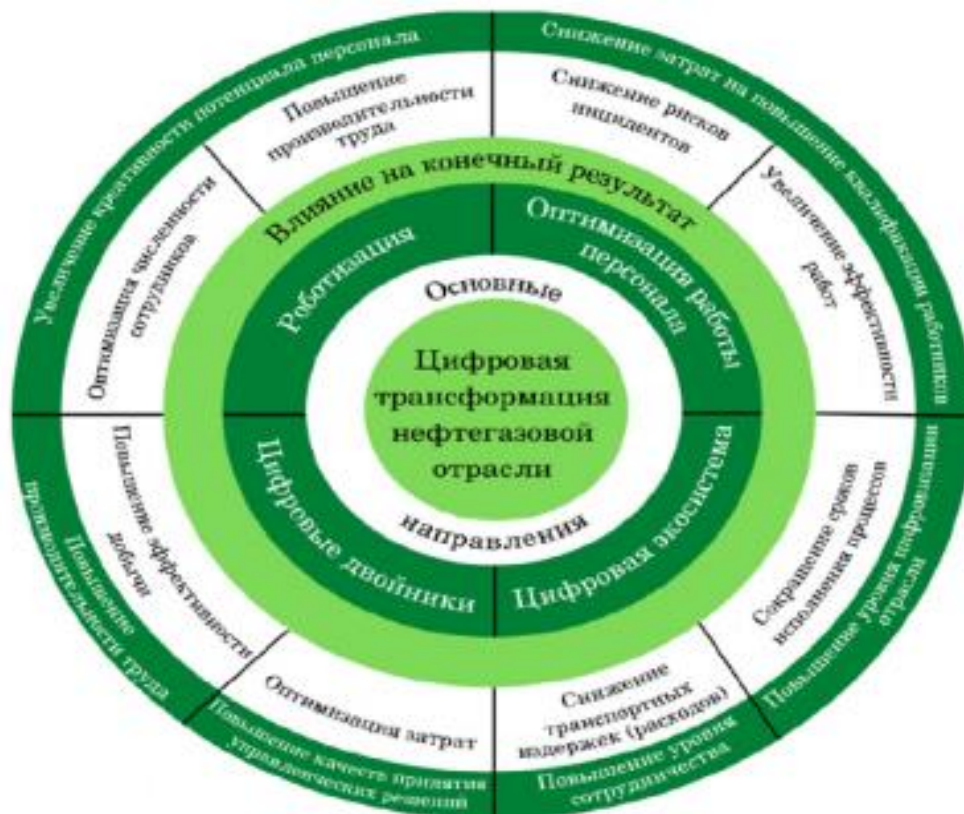 Увеличение креативности потенциала персонала
Снижение затрат на повышение квалификации работников
Повышение
производительности
труда
Снижение рисков
инцидентов
Оптимизация численности
сотрудников
Увеличение эффективности
работ
Влияние на конечный результат
Роботизация
Оптимизация работы
персонала
Основные
Цифровая
трансформация
нефтегазовой
отрасли
направления
Цифровые двойники
Цифровая экосистема
Повышение эффективности
добычи
Сокращение сроков
исполнения процессов
Оптимизация затрат
Снижение
транспортных
издержек (расходов)
Повышение
производительности труда
Повышение уровня цифровизации
отрасли
Повышение качеств принятия
управленческих решений
Повышение уровня
сотрудничества